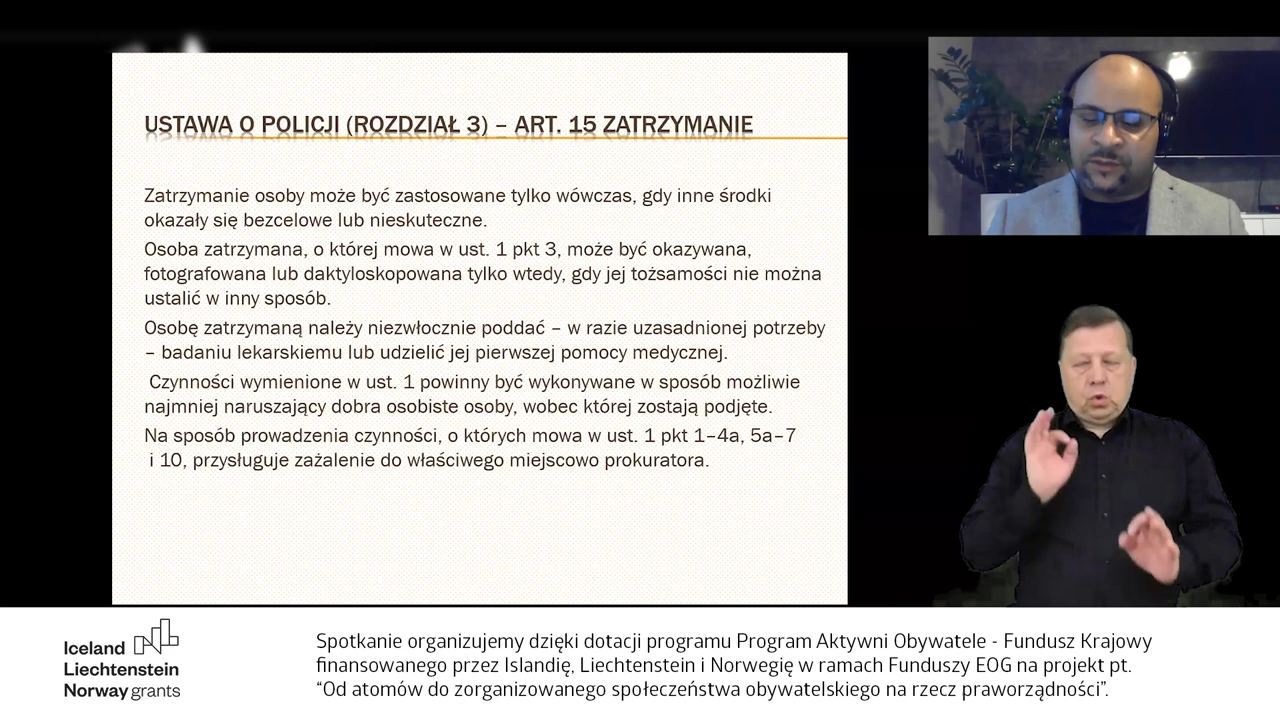 USTAWA O POLICJI (ROZDZIAŁ 3) – ART. 15 ZATRZYMANIE
Zatrzymanie osoby może być zastosowane tylko wówczas, gdy inne środki
okazały się bezcelowe lub nieskuteczne.
Osoba zatrzymana, o której mowa w ust. 1 pkt 3, może być okazywana,
fotografowana lub daktyloskopowana tylko wtedy, gdy jej tożsamości nie można
ustalić w inny sposób.
Osobę zatrzymaną należy niezwłocznie poddać – w razie uzasadnionej potrzeby
– badaniu lekarskiemu lub udzielić jej pierwszej pomocy medycznej.
Czynności wymienione w ust. 1 powinny być wykonywane w sposób możliwie
najmniej naruszający dobra osobiste osoby, wobec której zostają podjęte.
Na sposób prowadzenia czynności, o których mowa w ust. 1 pkt 1–4a, 5a–7
i 10, przysługuje zażalenie do właściwego miejscowo prokuratora.
Iceland
Liechtenstein
Norway grants
Spotkanie organizujemy dzięki dotacji programu Program Aktywni Obywatele - Fundusz Krajowy
finansowanego przez Islandię, Liechtenstein i Norwegię w ramach Funduszy EOG na projekt pt.
“Od atomów do zorganizowanego społeczeństwa obywatelskiego na rzecz praworządności”.